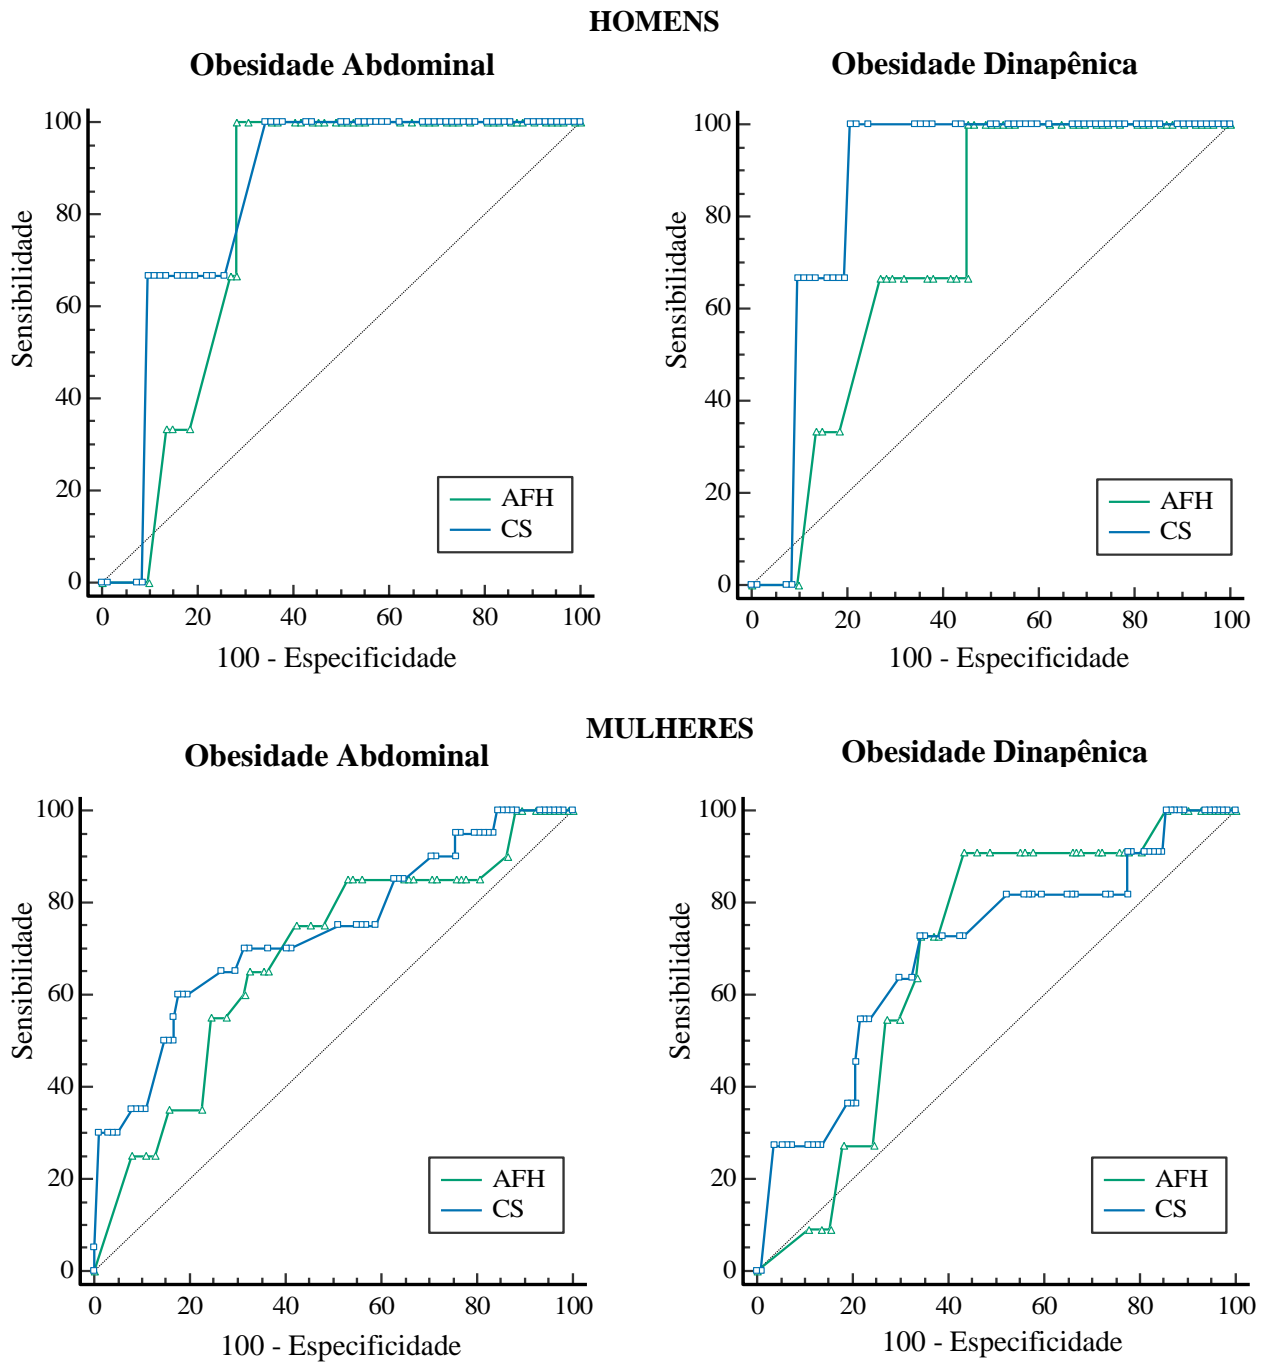 HOMENS
Obesidade Abdominal
Sensibilidade
100
80
60
40
20
0
AFH
CS
0 20 40 60 80 100
100 - Especificidade
Obesidade Dinapênica
Sensibilidade
100
80
60
40
20
0
AFH
CS
0 20 40 60 80 100
100 - Especificidade
MULHERES
Obesidade Abdominal
Sensibilidade
100
80
60
40
20
0
AFH
CS
0 20 40 60 80 100
100 - Especificidade
Obesidade Dinapênica
Sensibilidade
100
80
60
40
20
0
AFH
CS
0 20 40 60 80 100
100 - Especificidade